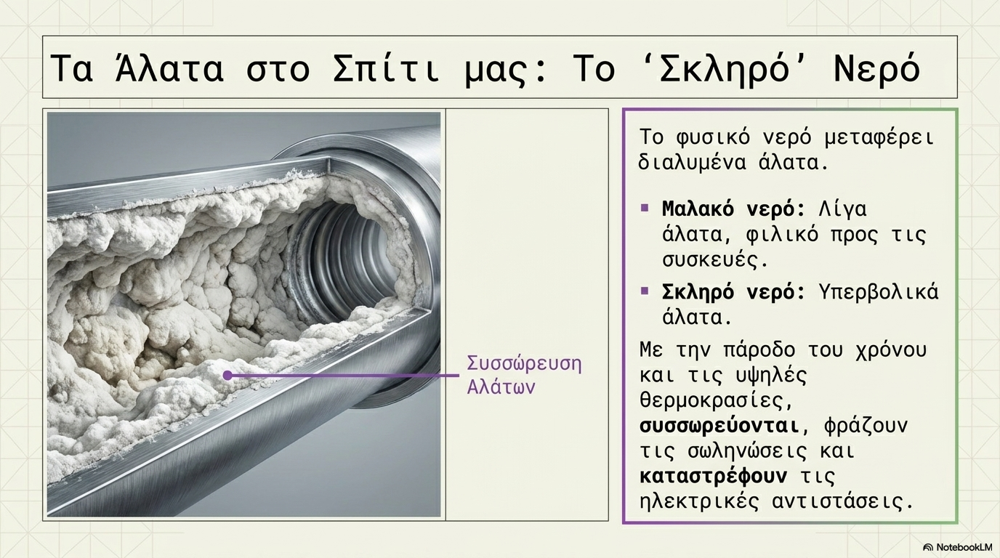 Τα Άλατα στο Σπίτι μας: Το ‘Σκληρό’ Νερό
Συσσώρευση
Αλάτων
Το φυσικό νερό μεταφέρει
διαλυμένα άλατα.
▪ Μαλακό νερό: Λίγα
άλατα, φιλικό προς τις
συσκευές.
▪ Σκληρό νερό: Υπερβολικά
άλατα.
Με την πάροδο του χρόνου
και τις υψηλές
θερμοκρασίες,
συσσωρεύονται, φράζουν
τις σωληνώσεις και
καταστρέφουν τις
ηλεκτρικές αντιστάσεις.
NotebookLM